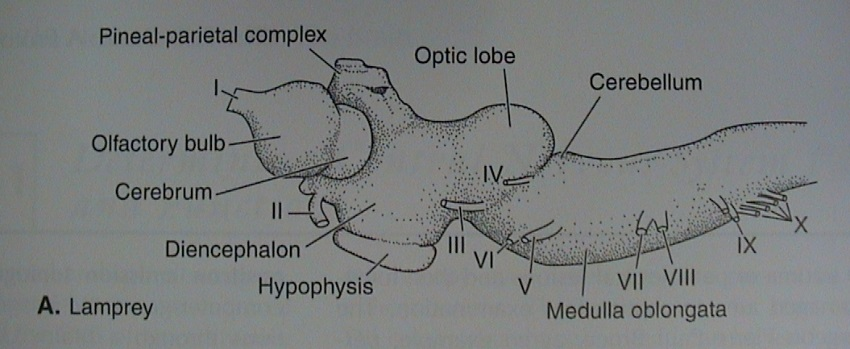 Pineal-parietal complex
Optic lobe
Cerebellum
I
Olfactory bulb
Cerebrum
IV
II
III
VI
V
VII
VIII
IX
X
Diencephalon
Hypophysis
Medulla oblongata
A. Lamprey